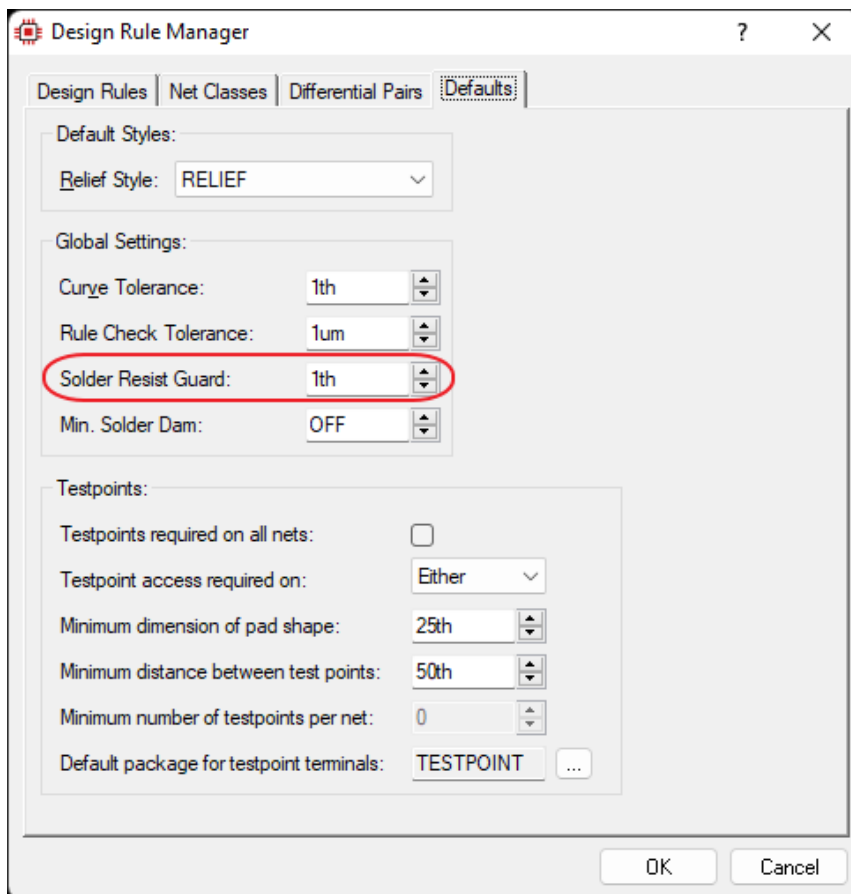 Design Rule Manager ?
Design Rules Net Classes Differential Pairs Defaults
Default Styles:
Relief Style: RELIEF
Global Settings:
Curve Tolerance: 1th
Rule Check Tolerance: 1um
Solder Resist Guard: 1th
Min. Solder Dam: OFF
Testpoints:
Testpoints required on all nets:
Testpoint access required on: Either
Minimum dimension of pad shape: 25th
Minimum distance between test points: 50th
Minimum number of testpoints per net: 0
Default package for testpoint terminals: TESTPOINT ...
OK Cancel